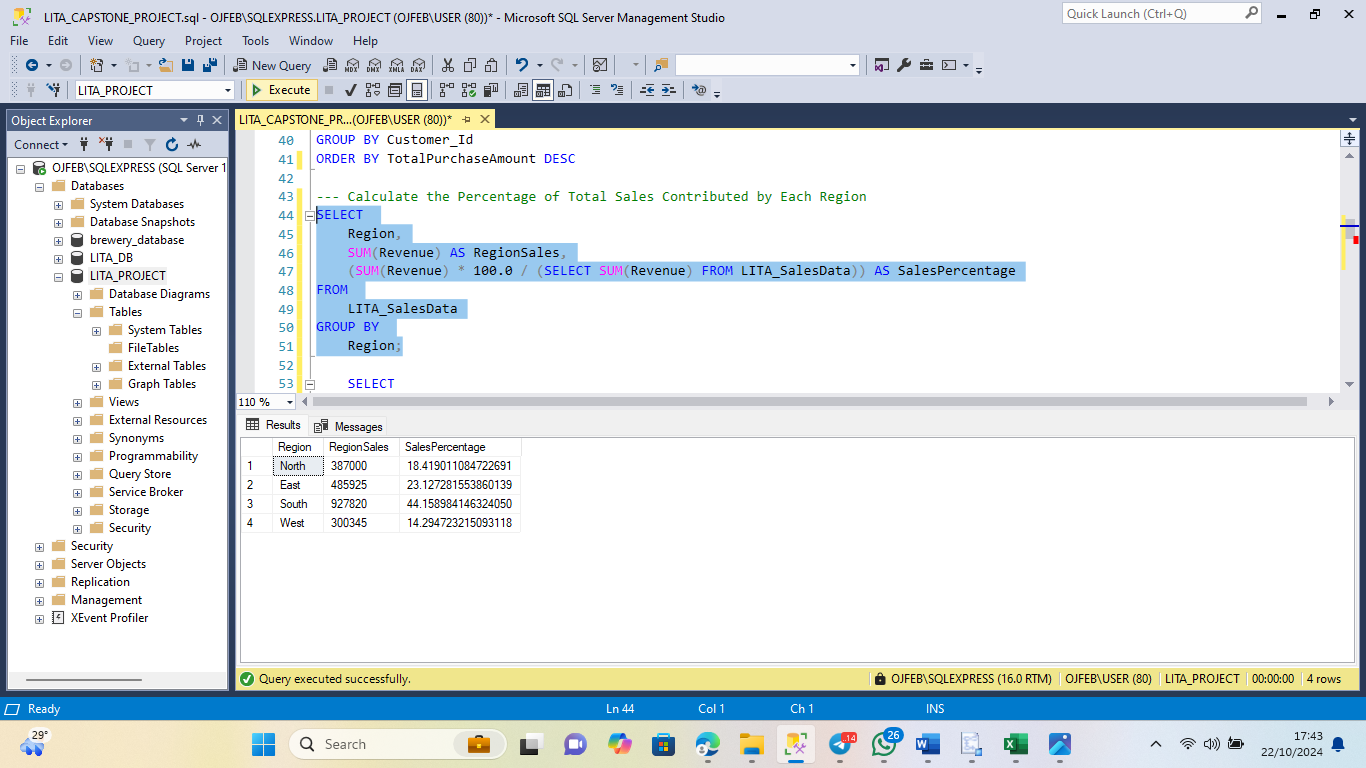 LITA_CAPSTONE_PROJECT.sql - OJFEB\SQLEXPRESS.LITA_PROJECT (OJFEB\USER (80))* - Microsoft SQL Server Management Studio
Quick Launch (Ctrl+Q)
File Edit View Query Project Tools Window Help
New Query MDX DMX XMLA DAX
LITA_PROJECT Execute
Object Explorer
LITA_CAPSTONE_PR...(OJFEB\USER (80))*
Connect
OJFEB\SQLEXPRESS (SQL Server 1
Databases
System Databases
Database Snapshots
brewery_database
LITA_DB
LITA_PROJECT
Database Diagrams
Tables
System Tables
FileTables
External Tables
Graph Tables
Views
External Resources
Synonyms
Programmability
Query Store
Service Broker
Storage
Security
Security
Server Objects
Replication
Management
XEvent Profiler
40 GROUP BY Customer_Id
41 ORDER BY TotalPurchaseAmount DESC
42
43 --- Calculate the Percentage of Total Sales Contributed by Each Region
44 SELECT
45 Region,
46 SUM(Revenue) AS RegionSales,
47 (SUM(Revenue) * 100.0 / (SELECT SUM(Revenue) FROM LITA_SalesData)) AS SalesPercentage
48 FROM
49 LITA_SalesData
50 GROUP BY
51 Region;
52
53 SELECT
110 %
Results Messages
Region RegionSales SalesPercentage
1 North 387000 18.419011084722691
2 East 485925 23.127281553860139
3 South 927820 44.158984146324050
4 West 300345 14.294723215093118
Query executed successfully. OJFEB\SQLEXPRESS (16.0 RTM) OJFEB\USER (80) LITA_PROJECT 00:00:00 4 rows
Ready Ln 44 Col 1 Ch 1 INS
29°
Search
14
26
17:43
22/10/2024